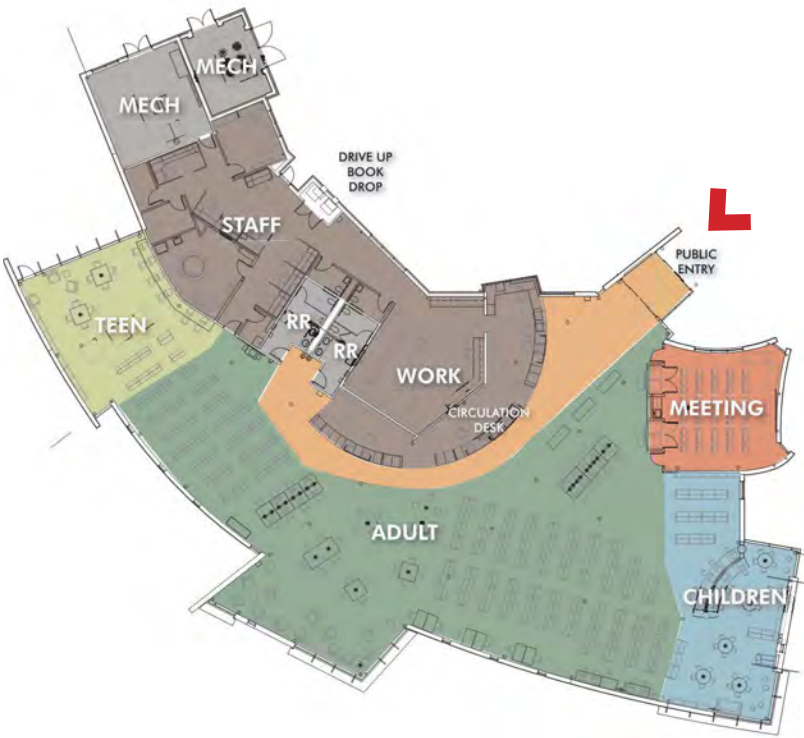 MECH
MECH
DRIVE UP
BOOK
DROP
STAFF
PUBLIC
ENTRY
TEEN
RR
RR
WORK
MEETING
CIRCULATION
DESK
ADULT
CHILDREN